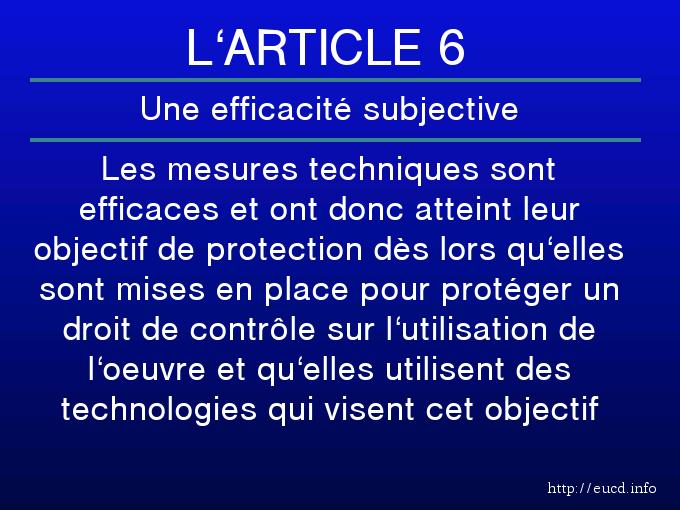 L‘ARTICLE 6
Une efficacité subjective
Les mesures techniques sont
efficaces et ont donc atteint leur
objectif de protection dès lors qu‘elles
sont mises en place pour protéger un
droit de contrôle sur l‘utilisation de
l‘oeuvre et qu‘elles utilisent des
technologies qui visent cet objectif
http://eucd.info